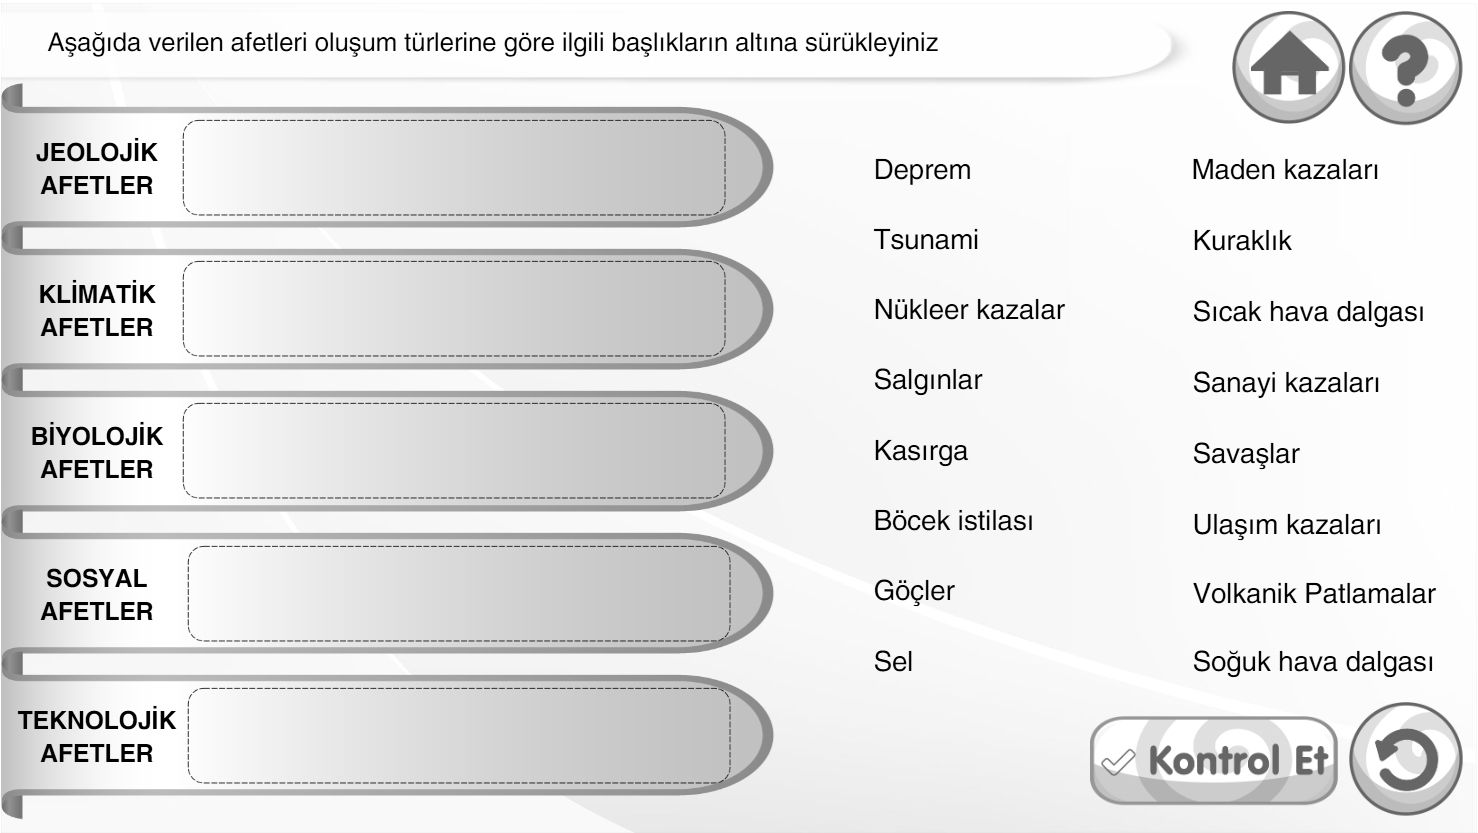 Aşağıda verilen afetleri oluşum türlerine göre ilgili başlıkların altına sürükleyiniz
JEOLOJİK
AFETLER
KLİMATİK
AFETLER
BİYOLOJİK
AFETLER
SOSYAL
AFETLER
TEKNOLOJİK
AFETLER
Deprem
Tsunami
Nükleer kazalar
Salgınlar
Kasırga
Böcek istilası
Göçler
Sel
Maden kazaları
Kuraklık
Sıcak hava dalgası
Sanayi kazaları
Savaşlar
Ulaşım kazaları
Volkanik Patlamalar
Soğuk hava dalgası
Kontrol Et